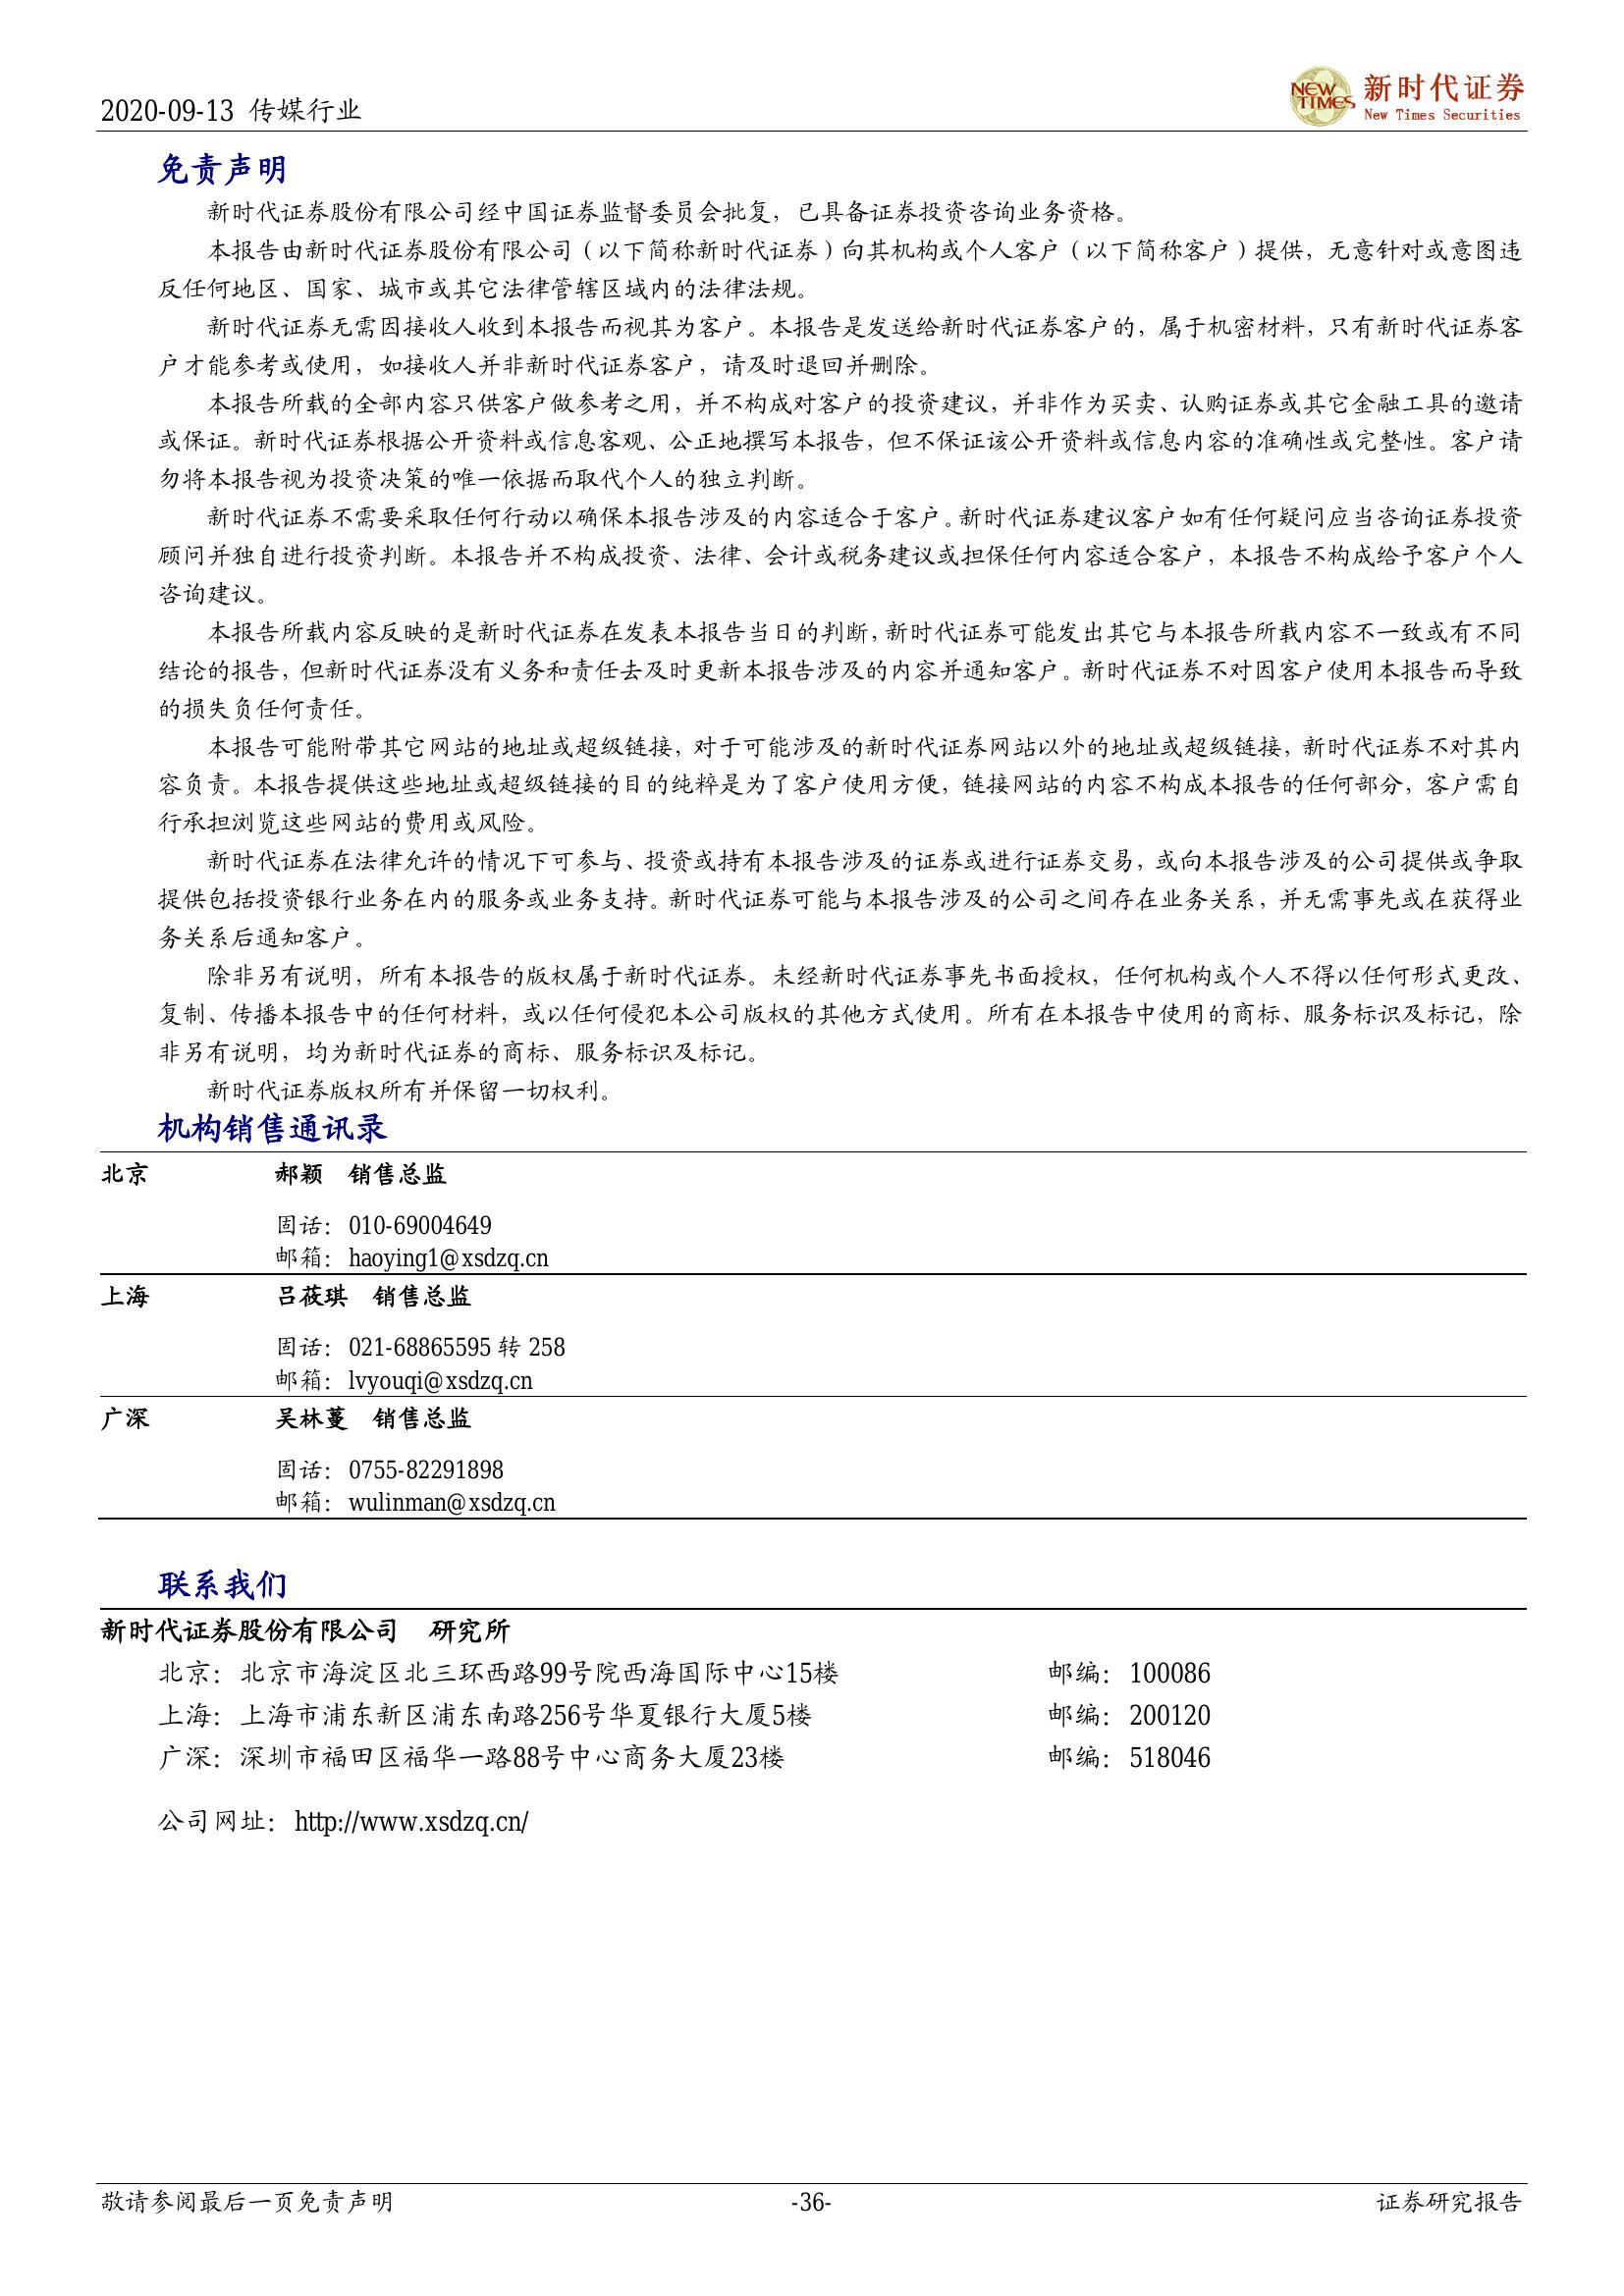 2020-09-13 传媒行业
NEW TIMES
新时代证券
New Times Securities
免责声明
新时代证券股份有限公司经中国证券监督委员会批复，已具备证券投资咨询业务资格。
本报告由新时代证券股份有限公司（以下简称新时代证券）向其机构或个人客户（以下简称客户）提供，无意针对或意图违
反任何地区、国家、城市或其它法律管辖区域内的法律法规。
新时代证券无需因接收人收到本报告而视其为客户。本报告是发送给新时代证券客户的，属于机密材料，只有新时代证券客
户才能参考或使用，如接收人并非新时代证券客户，请及时退回并删除。
本报告所载的全部内容只供客户做参考之用，并不构成对客户的投资建议，并非作为买卖、认购证券或其它金融工具的邀请
或保证。新时代证券根据公开资料或信息客观、公正地撰写本报告，但不保证该公开资料或信息内容的准确性或完整性。客户请
勿将本报告视为投资决策的唯一依据而取代个人的独立判断。
新时代证券不需要采取任何行动以确保本报告涉及的内容适合于客户。新时代证券建议客户如有任何疑问应当咨询证券投资
顾问并独自进行投资判断。本报告并不构成投资、法律、会计或税务建议或担保任何内容适合客户，本报告不构成给予客户个人
咨询建议。
本报告所载内容反映的是新时代证券在发表本报告当日的判断，新时代证券可能发出其它与本报告所载内容不一致或有不同
结论的报告，但新时代证券没有义务和责任去及时更新本报告涉及的内容并通知客户。新时代证券不对因客户使用本报告而导致
的损失负任何责任。
本报告可能附带其它网站的地址或超级链接，对于可能涉及的新时代证券网站以外的地址或超级链接，新时代证券不对其内
容负责。本报告提供这些地址或超级链接的目的纯粹是为了客户使用方便，链接网站的内容不构成本报告的任何部分，客户需自
行承担浏览这些网站的费用或风险。
新时代证券在法律允许的情况下可参与、投资或持有本报告涉及的证券或进行证券交易，或向本报告涉及的公司提供或争取
提供包括投资银行业务在内的服务或业务支持。新时代证券可能与本报告涉及的公司之间存在业务关系，并无需事先或在获得业
务关系后通知客户。
除非另有说明，所有本报告的版权属于新时代证券。未经新时代证券事先书面授权，任何机构或个人不得以任何形式更改、
复制、传播本报告中的任何材料，或以任何侵犯本公司版权的其他方式使用。所有在本报告中使用的商标、服务标识及标记，除
非另有说明，均为新时代证券的商标、服务标识及标记。
新时代证券版权所有并保留一切权利。
机构销售通讯录
北京 郝颖 销售总监
固话：010-69004649
邮箱：haoying1@xsdzq.cn
上海 吕莜琪 销售总监
固话：021-68865595 转 258
邮箱：lvyouqi@xsdzq.cn
广深 吴林蔓 销售总监
固话：0755-82291898
邮箱：wulinman@xsdzq.cn
联系我们
新时代证券股份有限公司 研究所
北京：北京市海淀区北三环西路99号院西海国际中心15楼 邮编：100086
上海：上海市浦东新区浦东南路256号华夏银行大厦5楼 邮编：200120
广深：深圳市福田区福华一路88号中心商务大厦23楼 邮编：518046
公司网址：http://www.xsdzq.cn/
敬请参阅最后一页免责声明 -36- 证券研究报告